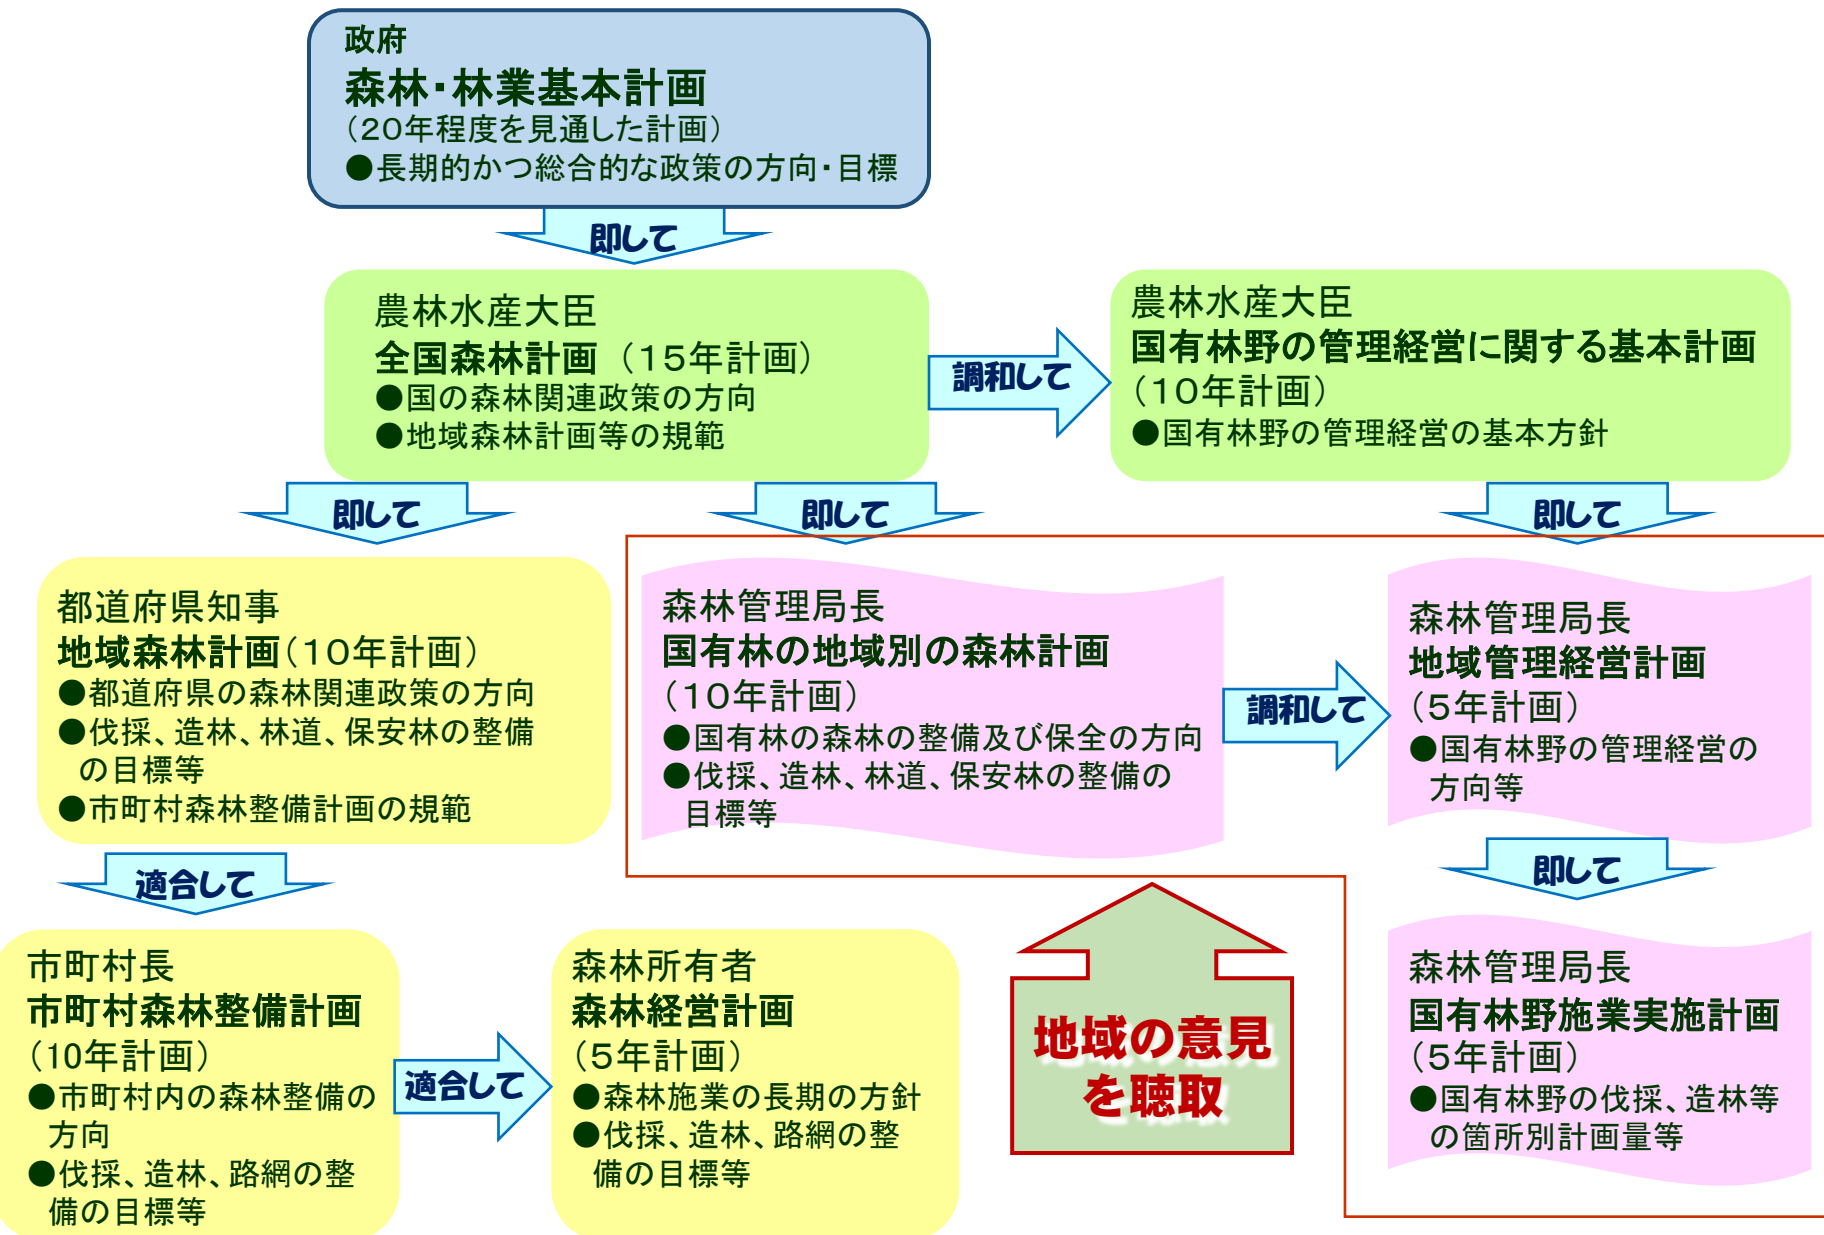 政府
森林・林業基本計画
（２０年程度を見通した計画）
●長期的かつ総合的な政策の方向・目標
即して
農林水産大臣
全国森林計画（１５年計画）
●国の森林関連政策の方向
●地域森林計画等の規範
調和して
農林水産大臣
国有林野の管理経営に関する基本計画
（１０年計画）
●国有林野の管理経営の基本方針
即して
即して
即して
都道府県知事
地域森林計画（１０年計画）
●都道府県の森林関連政策の方向
●伐採、造林、林道、保安林の整備
の目標等
●市町村森林整備計画の規範
森林管理局長
国有林の地域別の森林計画
（１０年計画）
●国有林の森林の整備及び保全の方向
●伐採、造林、林道、保安林の整備の
目標等
調和して
森林管理局長
地域管理経営計画
（５年計画）
●国有林野の管理経営の
方向等
適合して
即して
市町村長
市町村森林整備計画
（10年計画）
●市町村内の森林整備の
方向
●伐採、造林、路網の整
備の目標等
適合して
森林所有者
森林経営計画
（５年計画）
●森林施業の長期の方針
●伐採、造林、路網の整
備の目標等
地域の意見
を聴取
森林管理局長
国有林野施業実施計画
（５年計画）
●国有林野の伐採、造林等
の箇所別計画量等